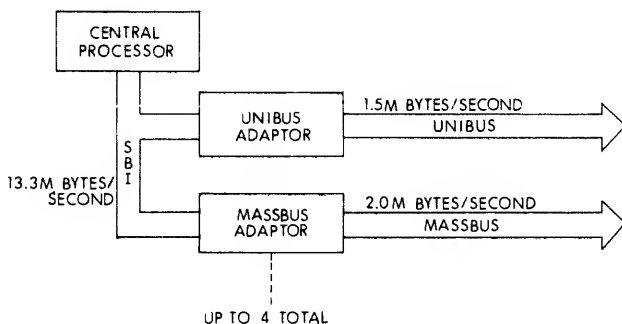 CENTRAL
PROCESSOR
UNIBUS
ADAPTOR
1.5M BYTES/SECOND
UNIBUS
SBI
13.3M BYTES/
SECOND
MASSBUS
ADAPTOR
2.0M BYTES/SECOND
MASSBUS
UP TO 4 TOTAL